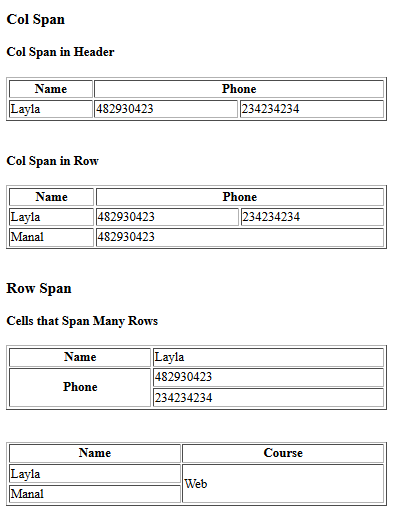 Col Span
Col Span in Header
Name Phone
Layla 482930423 234234234
Col Span in Row
Name Phone
Layla 482930423 234234234
Manal 482930423
Row Span
Cells that Span Many Rows
Name Layla
Phone 482930423
234234234
Name Course
Layla Web
Manal